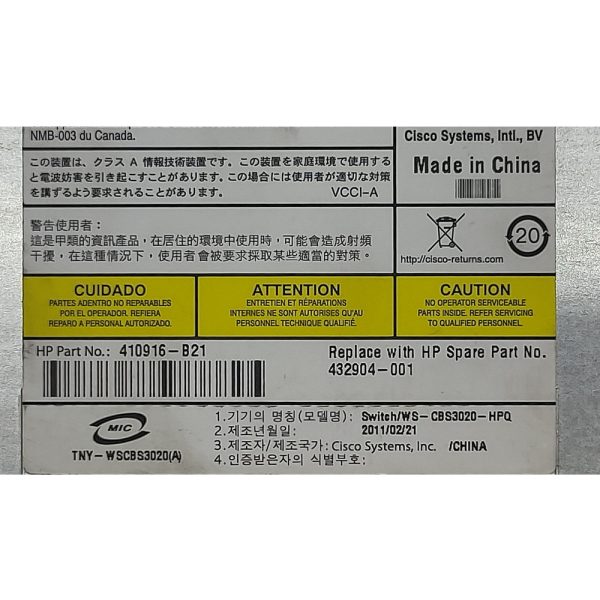 NMB-003 du Canada.
Cisco Systems, Intl., BV
Made in China
この装置は、クラス A 情報技術装置です。この装置を家庭環境で使用する
と電波妨害を引き起こすことがあります。この場合には使用者が適切な対策
を講ずるよう要求されることがあります。 VCCI-A
警告使用者：
這是甲類的資訊產品，在居住的環境中使用時，可能會造成射頻
干擾，在這種情況下，使用者會被要求採取某些適當的對策。
20
http://cisco-returns.com
CUIDADO
PARTES ADENTRO NO REPARABLES
POR EL OPERADOR. REFIERA
REPARO A PERSONAL AUTORIZADO.
ATTENTION
ENTRETIEN ET RÉPARATIONS
INTERNES NE SONT AUTORISÉS QU'AU
PERSONNEL TECHNIQUE QUALIFIÉ.
CAUTION
NO OPERATOR SERVICEABLE
PARTS INSIDE. REFER SERVICING
TO QUALIFIED PERSONNEL.
HP Part No.: 410916-B21
Replace with HP Spare Part No.
432904-001
MIC
TNY-WSCBS3020(A)
1.기기의 명칭(모델명): Switch/WS-CBS3020-HPQ
2.제조년월일: 2011/02/21
3.제조자/제조국가: Cisco Systems, Inc. /CHINA
4.인증받은자의 식별부호: